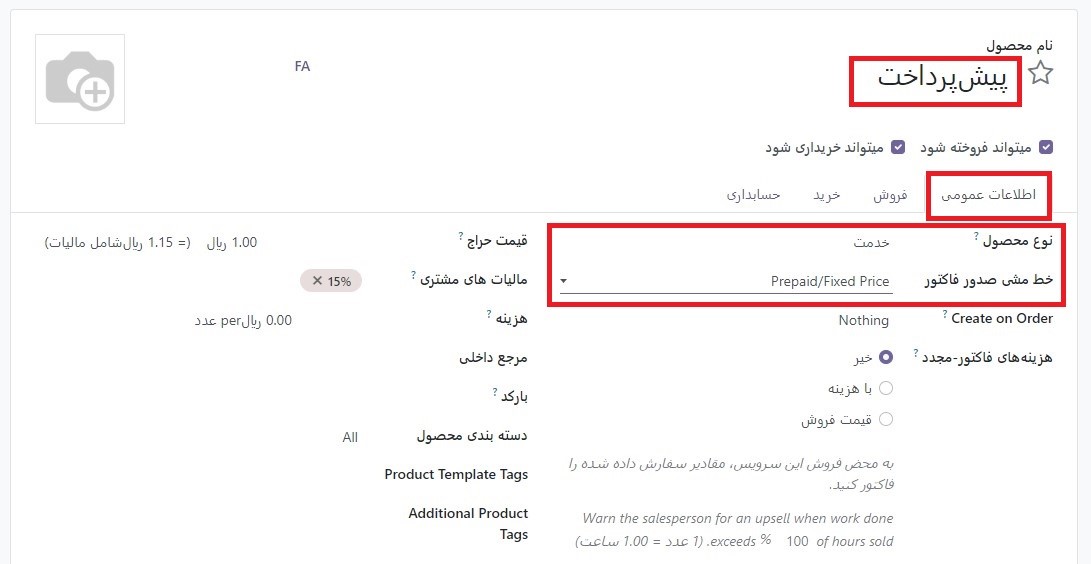 نام محصول
پیش‌پرداخت
FA
میتواند فروخته شود
میتواند خریداری شود
اطلاعات عمومی
فروش
خرید
حسابداری
نوع محصول ?
خدمت
خط مشی صدور فاکتور
Prepaid/Fixed Price
Create on Order ?
Nothing
هزینه‌های فاکتور-مجدد ?
خیر
با هزینه
قیمت فروش
به محض فروش این سرویس، مقادیر سفارش داده شده را
فاکتور کنید.
Warn the salesperson for an upsell when work done
exceeds. % 100 of hours sold (1 عدد = 1.00 ساعت)
قیمت حراج ?
1.00 ریال (= 1.15 ریال‌شامل مالیات)
مالیات های مشتری ?
15% ×
هزینه ?
0.00 ریال‌per عدد
مرجع داخلی
بارکد ?
دسته بندی محصول
All
Product Template Tags
Additional Product
Tags